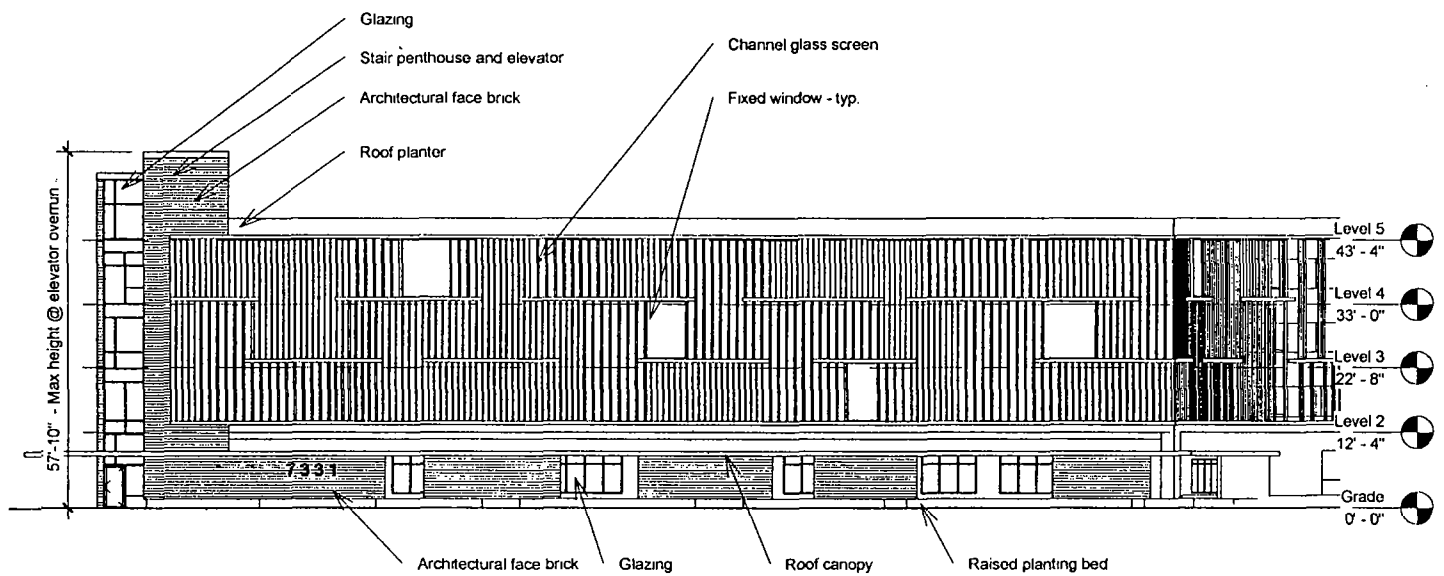 Glazing
Stair penthouse and elevator
Architectural face brick
Roof planter
Channel glass screen
Fixed window - typ.
57'-10" - Max height @ elevator overrun
Level 5
43' - 4"
Level 4
33' - 0"
Level 3
22' - 8"
Level 2
12' - 4"
7331
Grade
0' - 0"
Architectural face brick
Glazing
Roof canopy
Raised planting bed